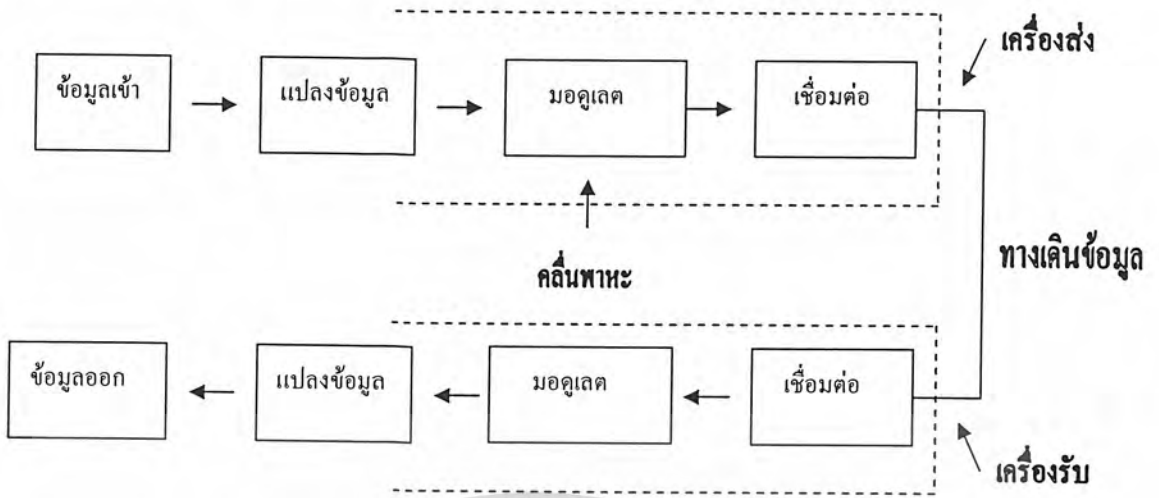 เครื่องส่ง
ข้อมูลเข้า
แปลงข้อมูล
มอดูเลต
เชื่อมต่อ
ทางเดินข้อมูล
คลื่นพาหะ
ข้อมูลออก
แปลงข้อมูล
มอดูเลต
เชื่อมต่อ
เครื่องรับ